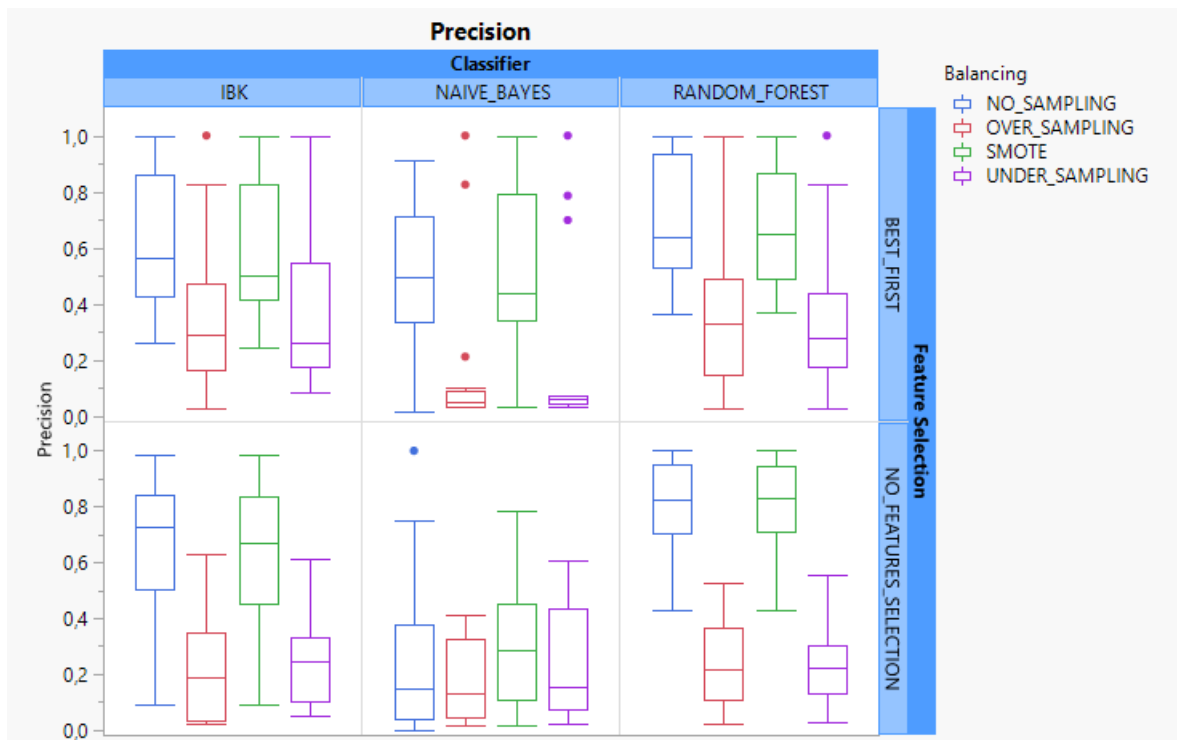 Precision
Classifier
IBK NAIVE_BAYES RANDOM_FOREST
Balancing
NO_SAMPLING
OVER_SAMPLING
SMOTE
UNDER_SAMPLING
1,0
0,8
0,6
0,4
0,2
0,0
BEST_FIRST
Precision
Feature Selection
1,0
0,8
0,6
0,4
0,2
0,0
NO_FEATURES_SELECTION